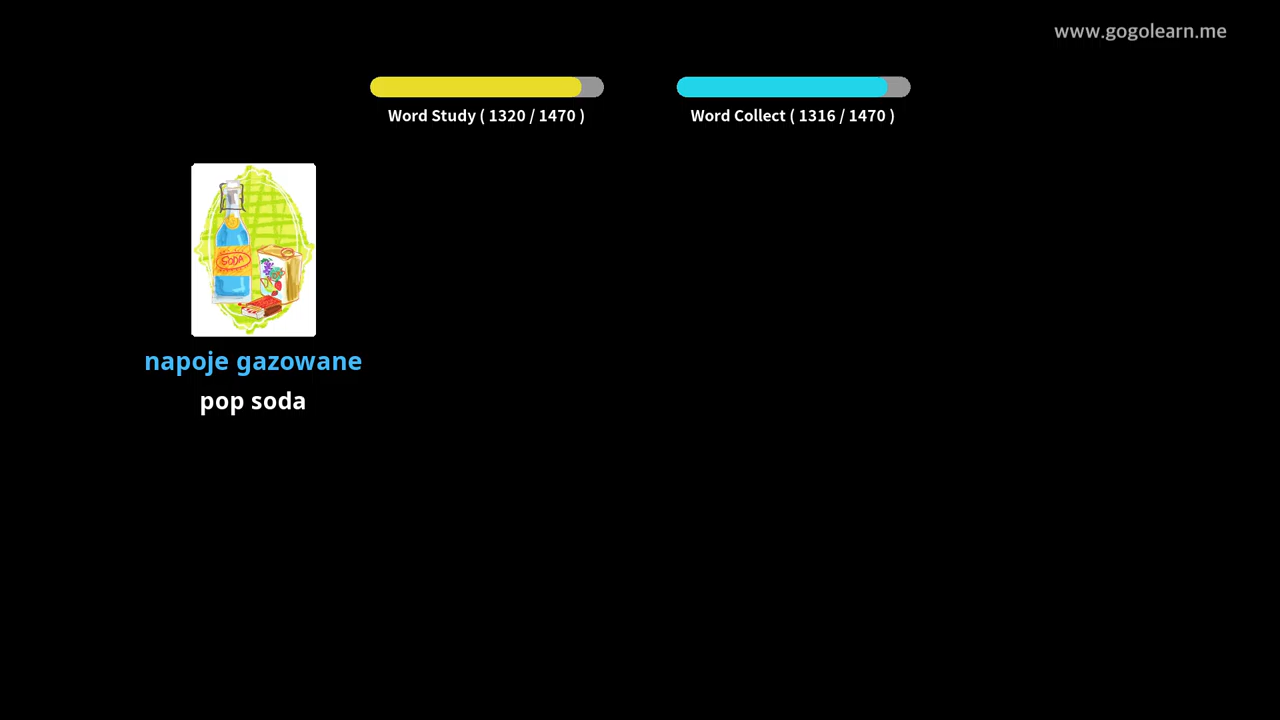 www.gogolearn.me
Word Study ( 1320 / 1470 )
Word Collect ( 1316 / 1470 )
SODA
napoje gazowane
pop soda